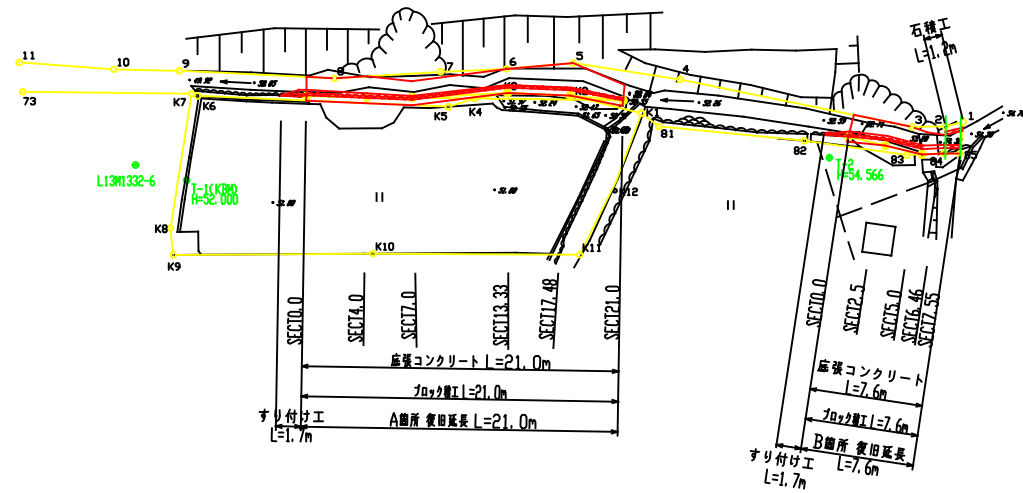 石積工
L=1.2m
11
10
9
8
7
6
5
4
3
2
1
73
K7
K6
K5
K4
K3
K2
K1
81
82
83
84
85
L13M1332-6
T-1(KBM)
H=52.000
T-2
H=54.566
K8
K9
K10
K11
K12
SECT0.0
SECT4.0
SECT7.0
SECT13.33
SECT17.48
SECT21.0
SECT0.0
SECT2.5
SECT5.0
SECT6.46
SECT7.55
底張コンクリート L=21.0m
ブロック積工 L=21.0m
A箇所 復旧延長 L=21.0m
すり付け工
L=1.7m
底張コンクリート
L=7.6m
ブロック積工 L=7.6m
B箇所 復旧延長
L=7.6m
すり付け工
L=1.7m